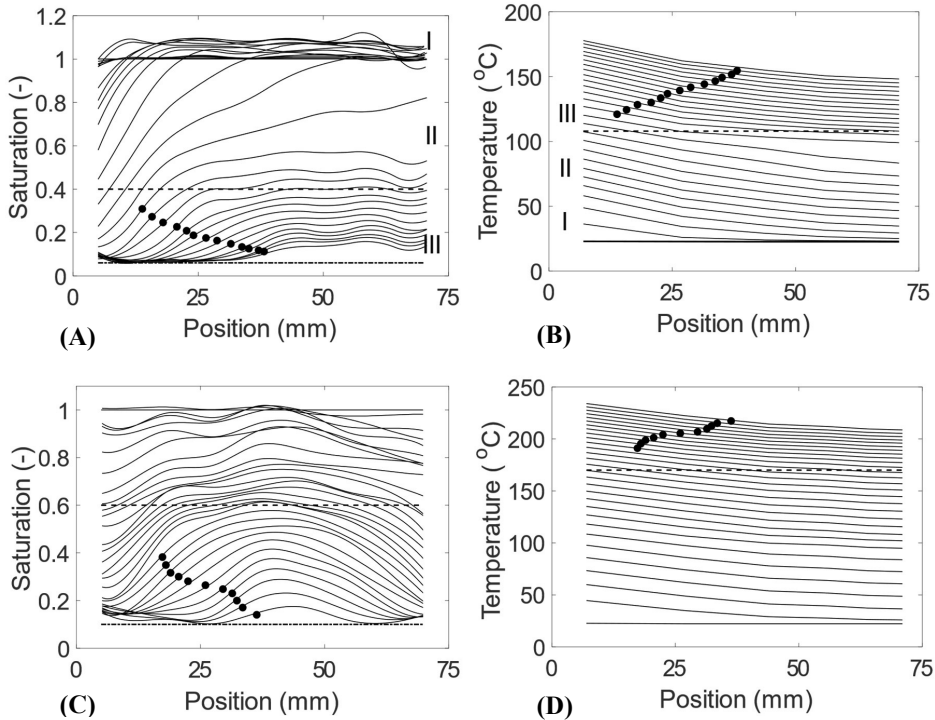 I
II
III
1.2
1
0.8
0.6
0.4
0.2
0
0
25
50
75
Saturation (-)
Position (mm)
(A)
200
150
100
50
0
0
25
50
75
III
II
I
Temperature (°C)
Position (mm)
(B)
1
0.8
0.6
0.4
0.2
0
0
25
50
75
Saturation (-)
Position (mm)
(C)
250
200
150
100
50
0
0
25
50
75
Temperature (°C)
Position (mm)
(D)